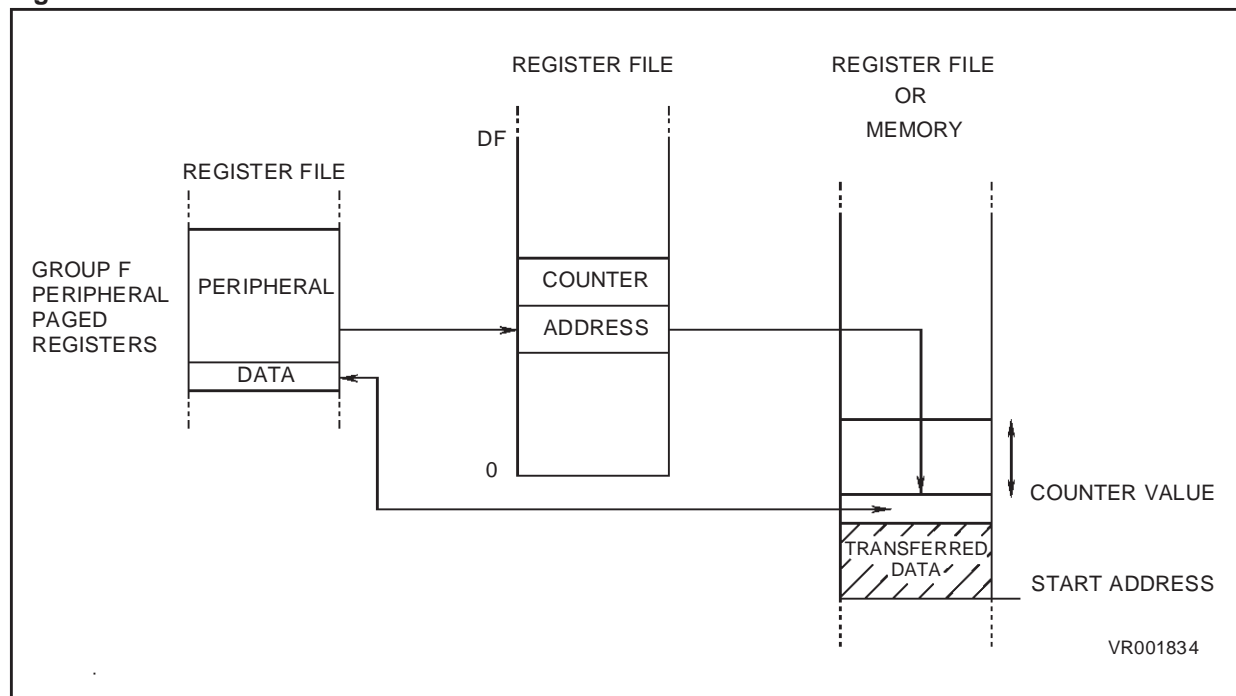 REGISTER FILE
REGISTER FILE
OR
MEMORY
DF
REGISTER FILE
GROUP F
PERIPHERAL
PAGED
REGISTERS
PERIPHERAL
DATA
COUNTER
ADDRESS
0
COUNTER VALUE
TRANSFERRED
DATA
START ADDRESS
VR001834